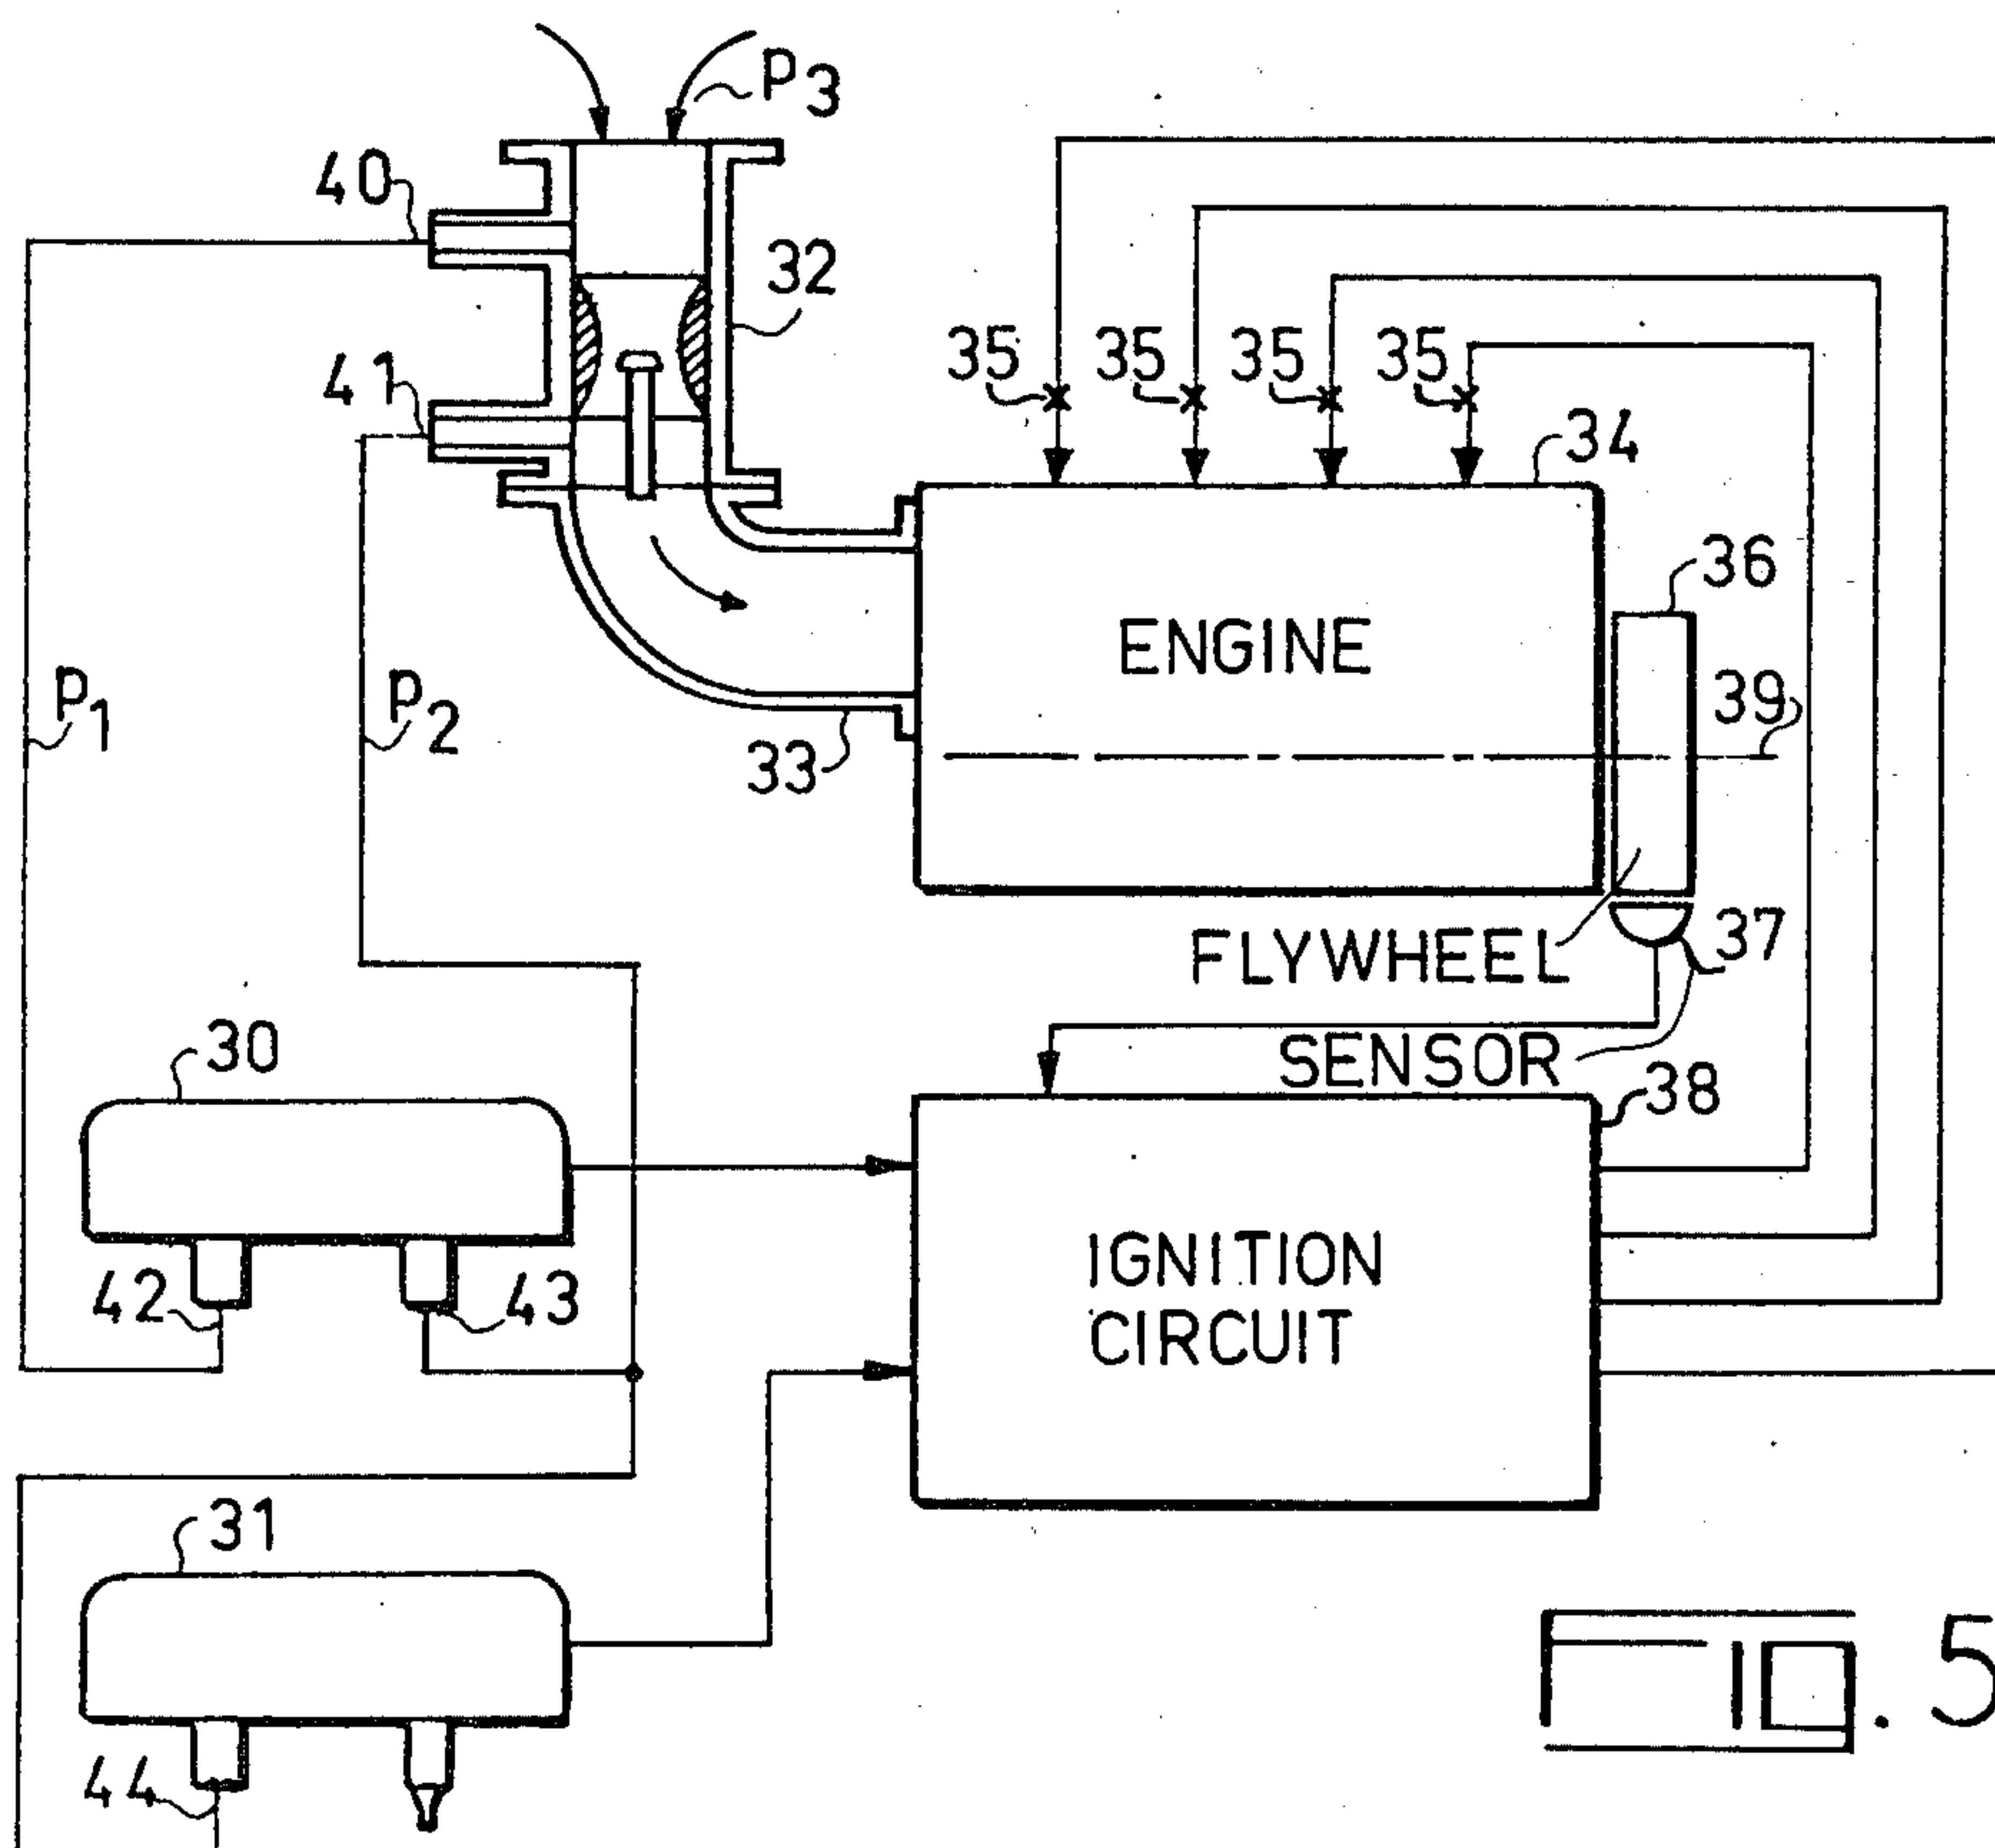 P3
40
32
41
35 35 35 35
34
36
ENGINE
P1
P2
39
33
FLYWHEEL
37
30
SENSOR
38
42
43
IGNITION
CIRCUIT
31
44
FIG. 5